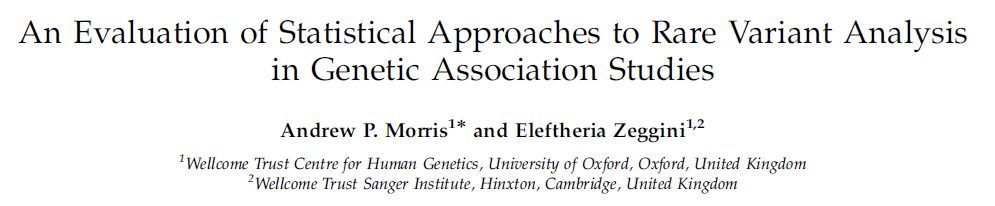 An Evaluation of Statistical Approaches to Rare Variant Analysis
in Genetic Association Studies
Andrew P. Morris1* and Eleftheria Zeggini1,2
1Wellcome Trust Centre for Human Genetics, University of Oxford, Oxford, United Kingdom
2Wellcome Trust Sanger Institute, Hinxton, Cambridge, United Kingdom